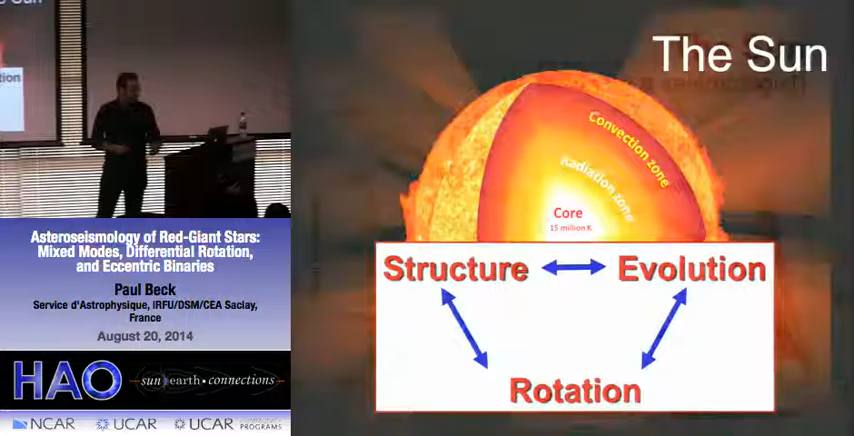 The Sun
Convection zone
Radiation zone
Core
15 million K
Structure
Evolution
Rotation
Asteroseismology of Red-Giant Stars:
Mixed Modes, Differential Rotation,
and Eccentric Binaries
Paul Beck
Service d'Astrophysique, IRFU/DSM/CEA Saclay,
France
August 20, 2014
HAO
sun earth • connections
NCAR
UCAR
UCAR
PROGRAMS